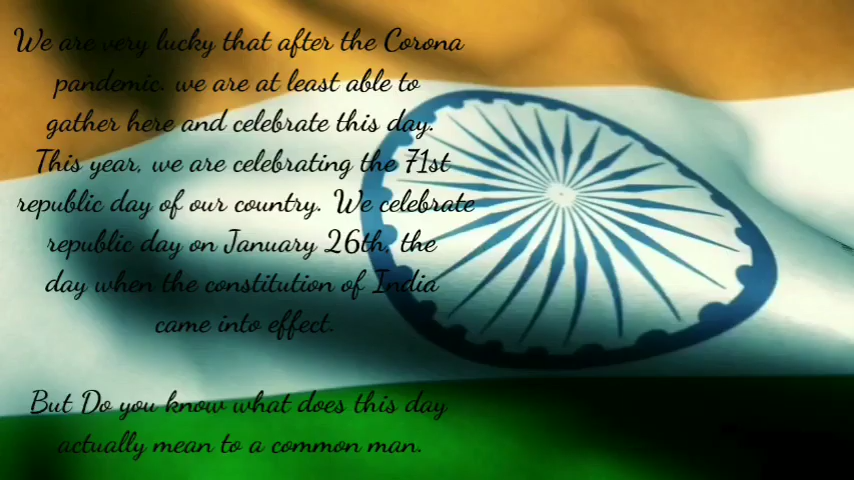 We are very lucky that after the Corona
pandemic. we are at least able to
gather here and celebrate this day.
This year, we are celebrating the 71st
republic day of our country. We celebrate
republic day on January 26th, the
day when the constitution of India
came into effect.
But Do you know what does this day
actually mean to a common man.